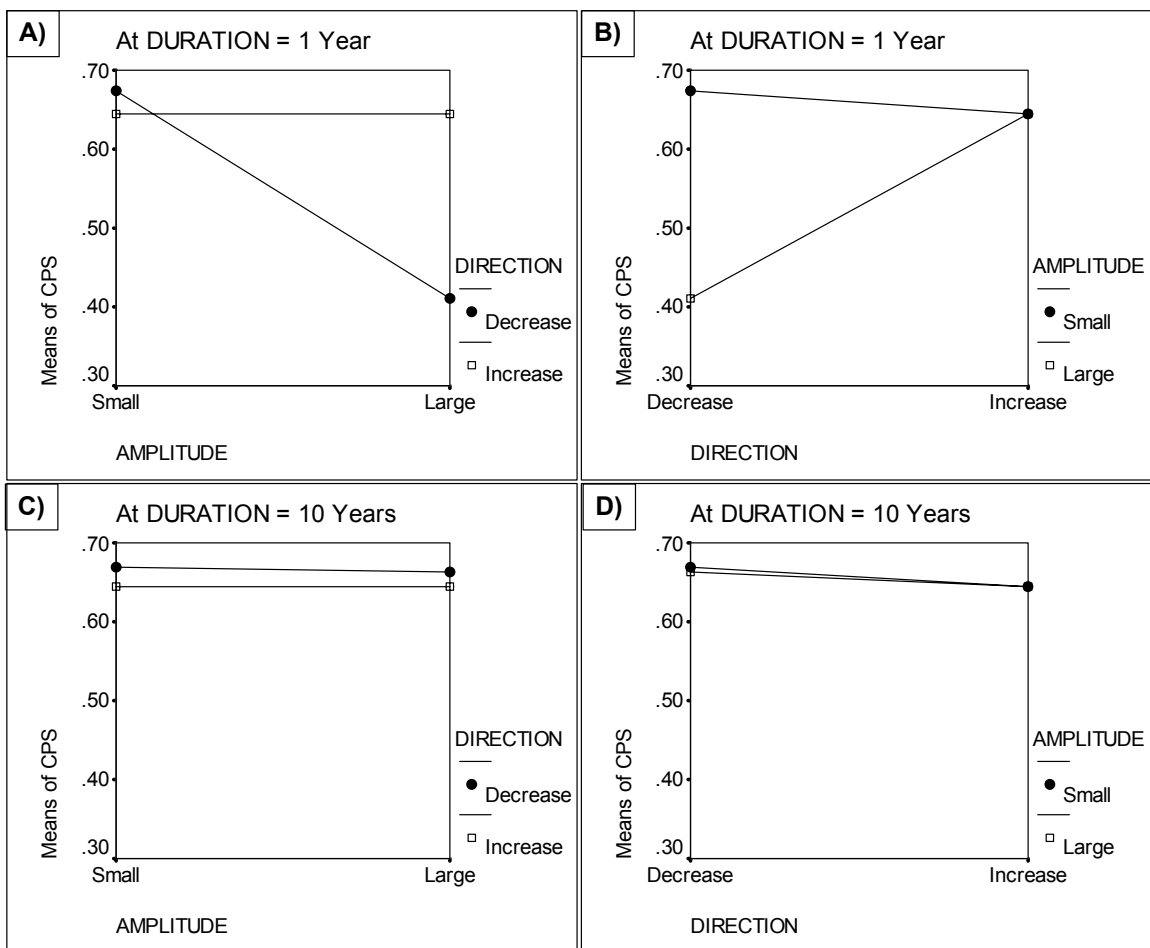 A)
At DURATION = 1 Year
.70
.60
.50
.40
.30
Means of CPS
Small
Large
AMPLITUDE
DIRECTION
Decrease
Increase
B)
At DURATION = 1 Year
.70
.60
.50
.40
.30
Means of CPS
Decrease
Increase
DIRECTION
AMPLITUDE
Small
Large
C)
At DURATION = 10 Years
.70
.60
.50
.40
.30
Means of CPS
Small
Large
AMPLITUDE
DIRECTION
Decrease
Increase
D)
At DURATION = 10 Years
.70
.60
.50
.40
.30
Means of CPS
Decrease
Increase
DIRECTION
AMPLITUDE
Small
Large